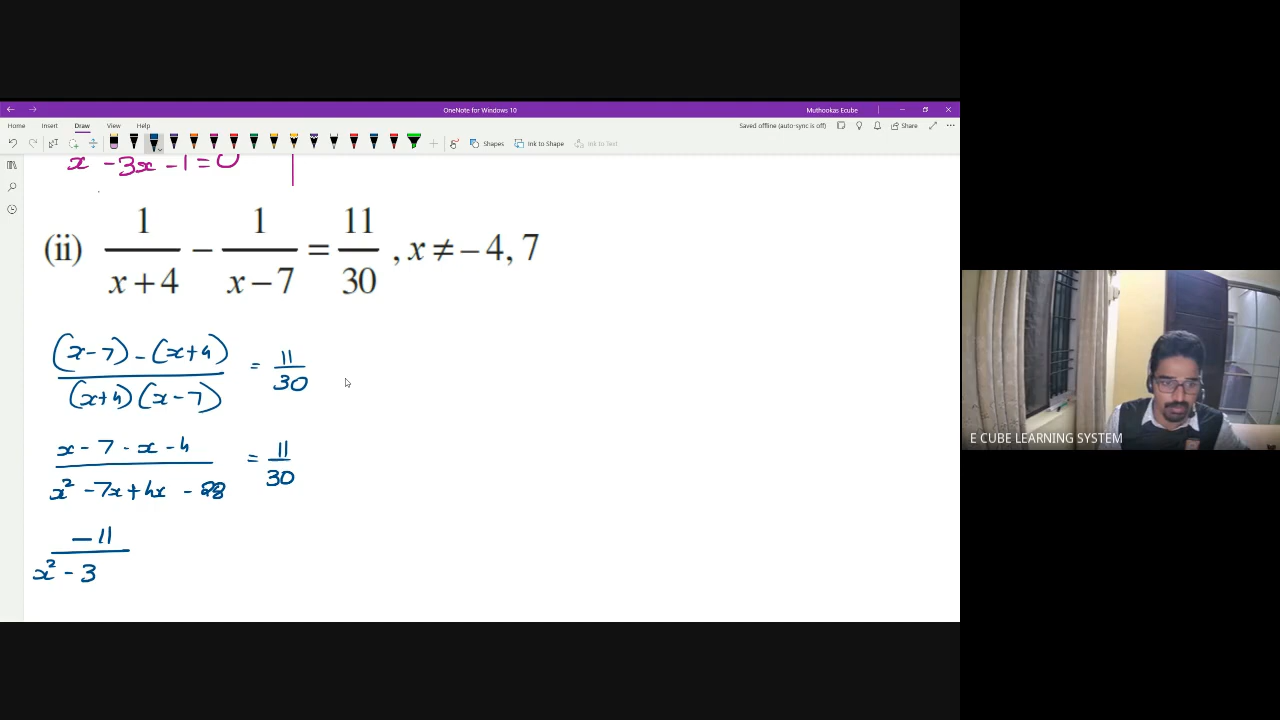 OneNote for Windows 10
Muthookas Ecube
Home Insert Draw View Help
Saved offline (auto-sync is off)
Share
Shapes
Ink to Shape
Ink to Text
x - 3x - 1 = 0
(ii) 1/(x + 4) − 1/(x − 7) = 11/30 , x ≠ – 4, 7
((x - 7) - (x + 4)) / ((x + 4)(x - 7)) = 11/30
(x - 7 - x - 4) / (x² - 7x + 4x - 28) = 11/30
-11 / (x² - 3
E CUBE LEARNING SYSTEM